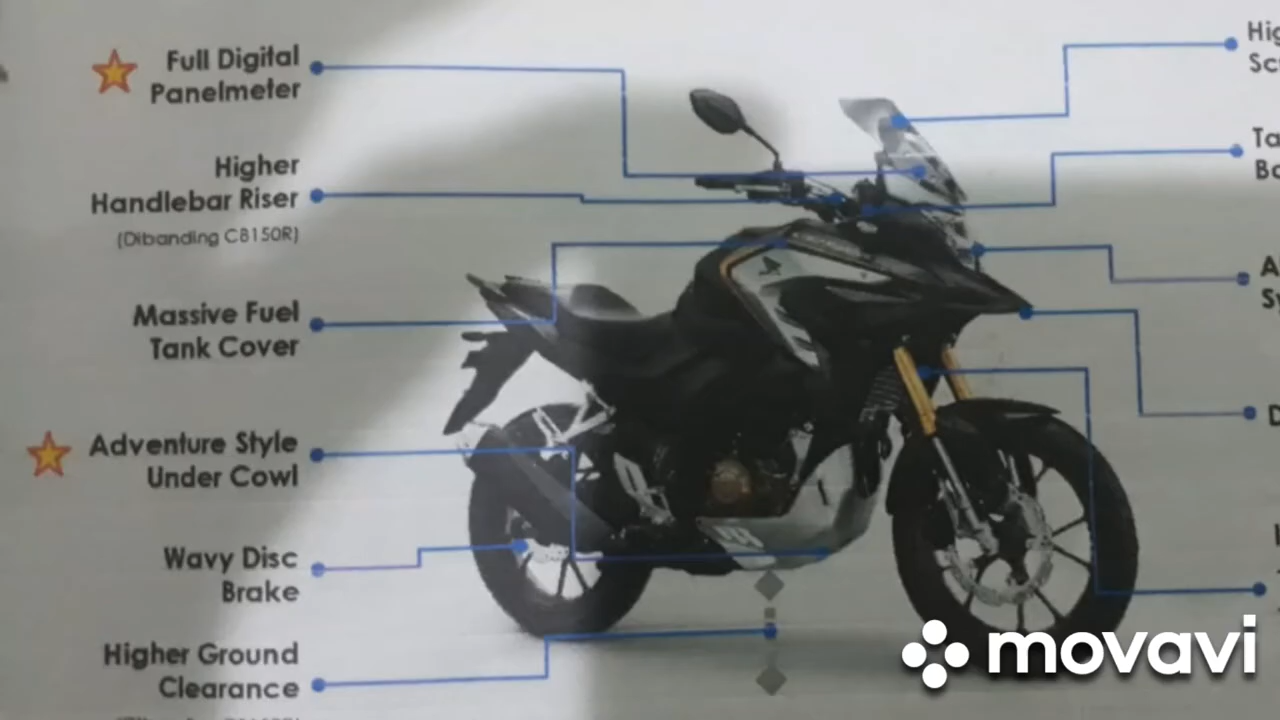 Full Digital
Panelmeter
Higher
Handlebar Riser
(Dibanding CB150R)
Massive Fuel
Tank Cover
Adventure Style
Under Cowl
Wavy Disc
Brake
Higher Ground
Clearance
movavi